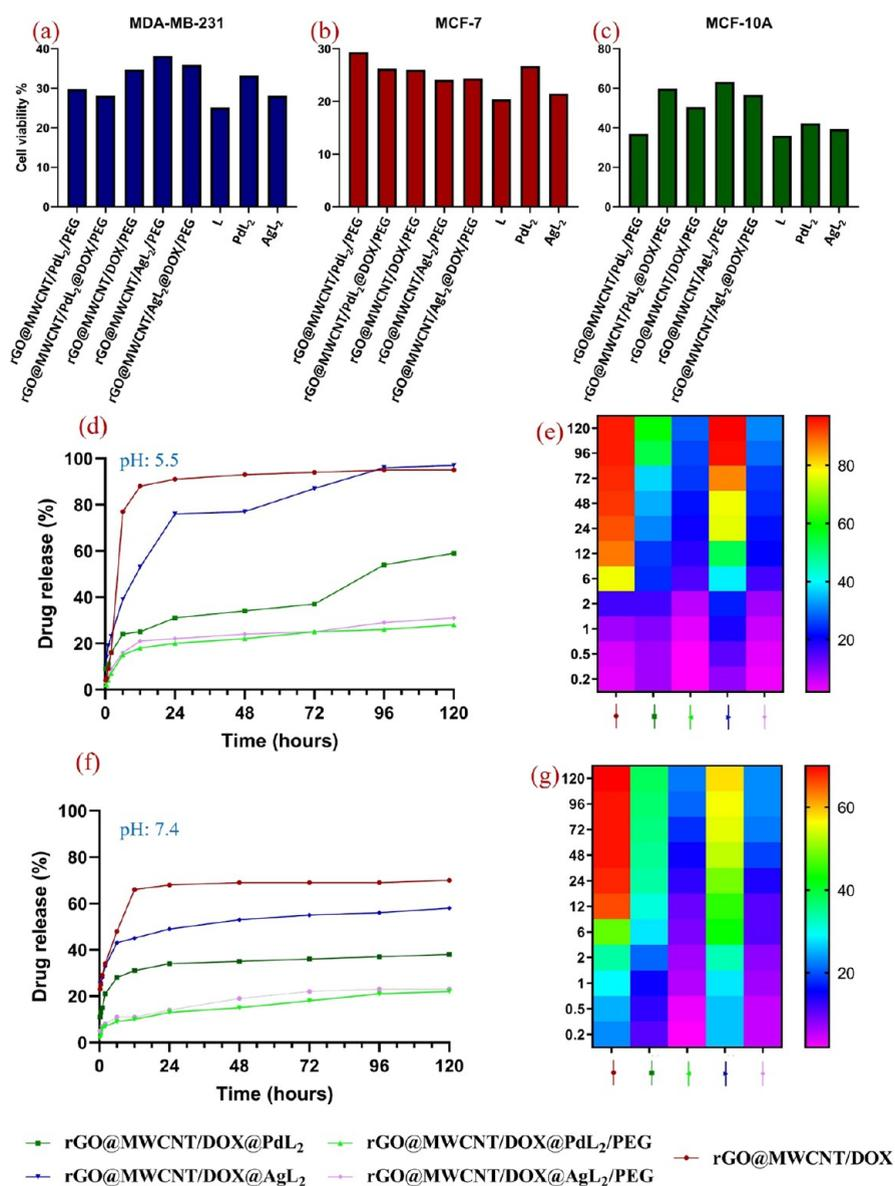 (a)
MDA-MB-231
Cell viability %
40
30
20
10
0
rGO@MWCNT/PdL₂/PEG
rGO@MWCNT/PdL₂@DOX/PEG
rGO@MWCNT/DOX/PEG
rGO@MWCNT/AgL₂/PEG
rGO@MWCNT/AgL₂@DOX/PEG
L
PdL₂
AgL₂
(b)
MCF-7
30
20
10
0
rGO@MWCNT/PdL₂/PEG
rGO@MWCNT/PdL₂@DOX/PEG
rGO@MWCNT/DOX/PEG
rGO@MWCNT/AgL₂/PEG
rGO@MWCNT/AgL₂@DOX/PEG
L
PdL₂
AgL₂
(c)
MCF-10A
80
60
40
20
0
rGO@MWCNT/PdL₂/PEG
rGO@MWCNT/PdL₂@DOX/PEG
rGO@MWCNT/DOX/PEG
rGO@MWCNT/AgL₂/PEG
rGO@MWCNT/AgL₂@DOX/PEG
L
PdL₂
AgL₂
(d)
pH: 5.5
Drug release (%)
100
80
60
40
20
0
0 24 48 72 96 120
Time (hours)
(e)
120
96
72
48
24
12
6
2
1
0.5
0.2
80
60
40
20
(f)
pH: 7.4
Drug release (%)
100
80
60
40
20
0
0 24 48 72 96 120
Time (hours)
(g)
120
96
72
48
24
12
6
2
1
0.5
0.2
60
40
20
rGO@MWCNT/DOX@PdL₂
rGO@MWCNT/DOX@PdL₂/PEG
rGO@MWCNT/DOX
rGO@MWCNT/DOX@AgL₂
rGO@MWCNT/DOX@AgL₂/PEG